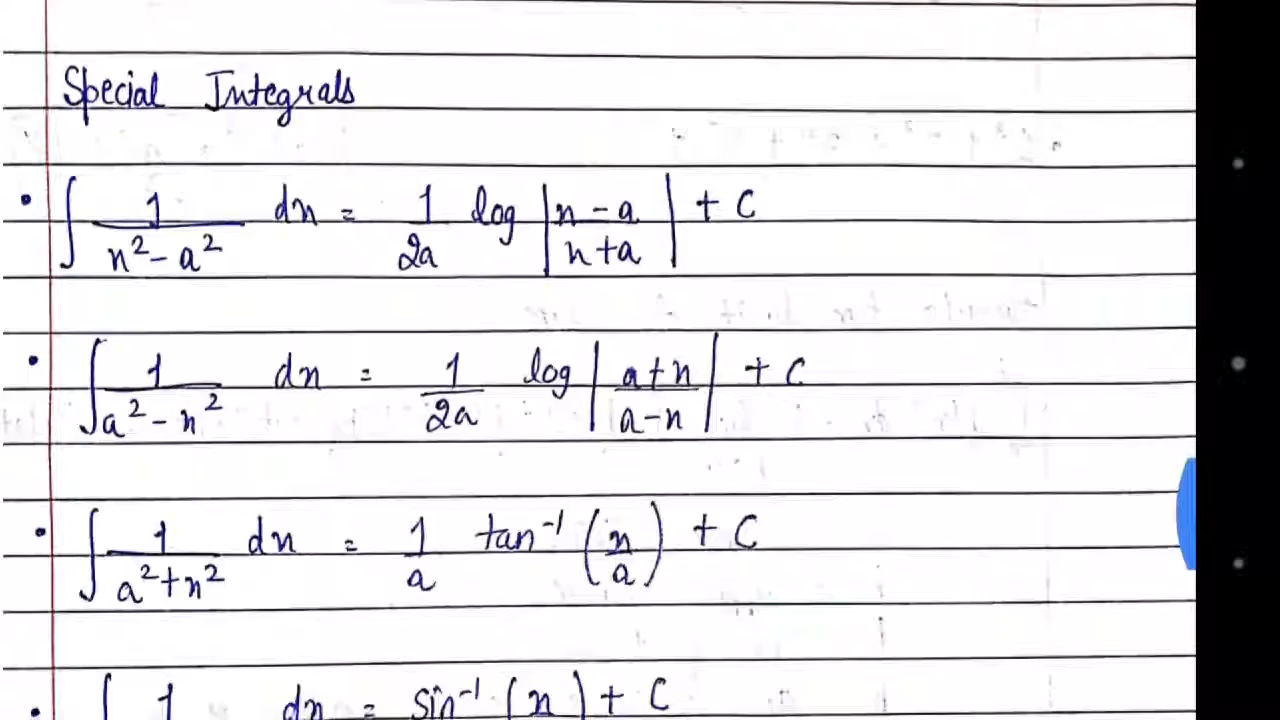 Special Integrals
• ∫ 1/(x² - a²) dx = 1/2a log |x - a / x + a| + C
• ∫ 1/(a² - x²) dx = 1/2a log |a + x / a - x| + C
• ∫ 1/(a² + x²) dx = 1/a tan⁻¹ (x/a) + C
• ∫ 1 dx = sin⁻¹ (x) + C